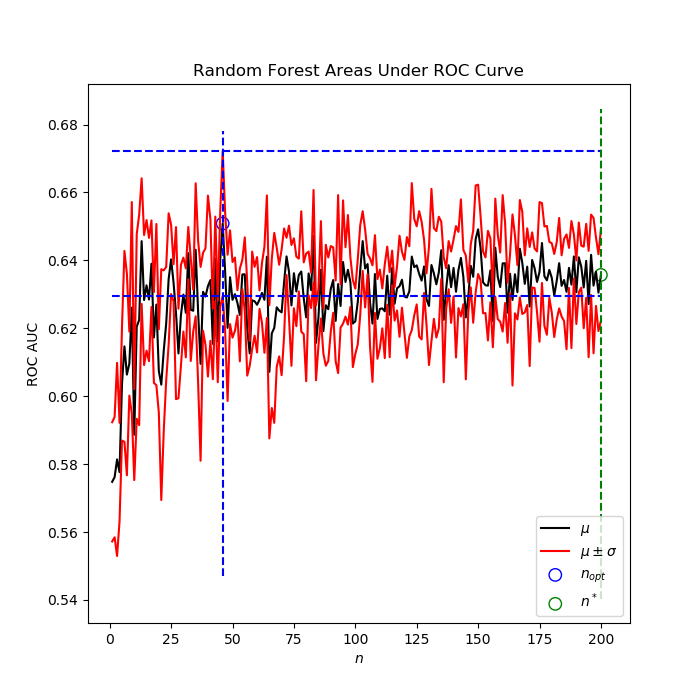 Random Forest Areas Under ROC Curve
ROC AUC
0.68
0.66
0.64
0.62
0.60
0.58
0.56
0.54
0 25 50 75 100 125 150 175 200
n
μ
μ ± σ
n_opt
n*